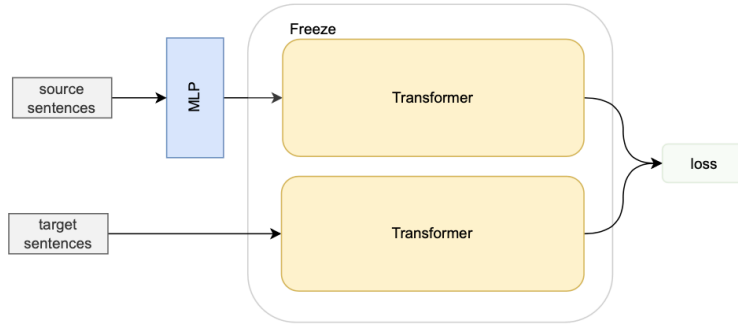 Freeze
source
sentences
MLP
Transformer
loss
target
sentences
Transformer